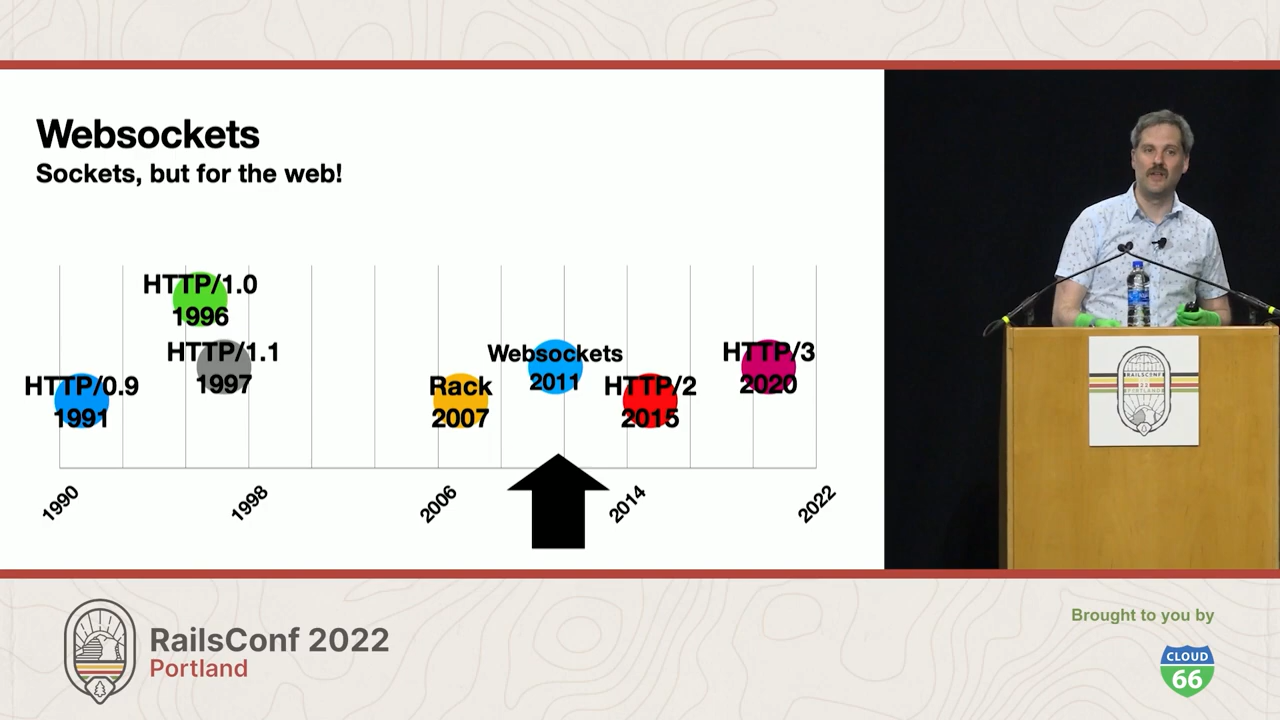 Websockets
Sockets, but for the web!
HTTP/1.0
1996
HTTP/1.1
1997
HTTP/0.9
1991
Rack
2007
Websockets
2011
HTTP/2
2015
HTTP/3
2020
1990
1998
2006
2014
2022
RAILSCONF
PORTLAND
RailsConf 2022
Portland
Brought to you by
CLOUD
66